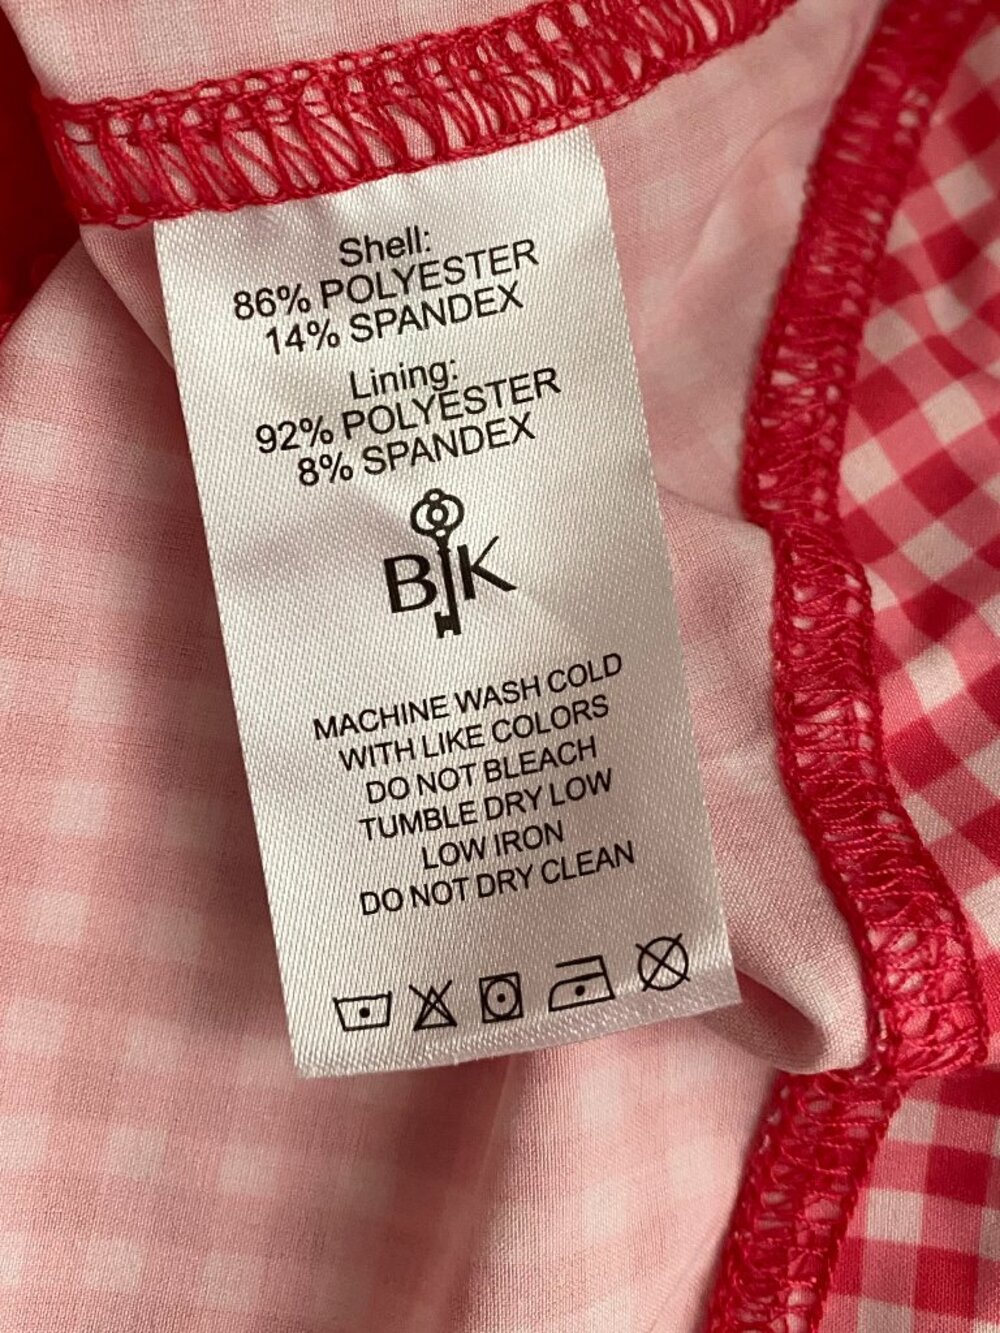 Shell:
86% POLYESTER
14% SPANDEX
Lining:
92% POLYESTER
8% SPANDEX
BK
MACHINE WASH COLD
WITH LIKE COLORS
DO NOT BLEACH
TUMBLE DRY LOW
LOW IRON
DO NOT DRY CLEAN